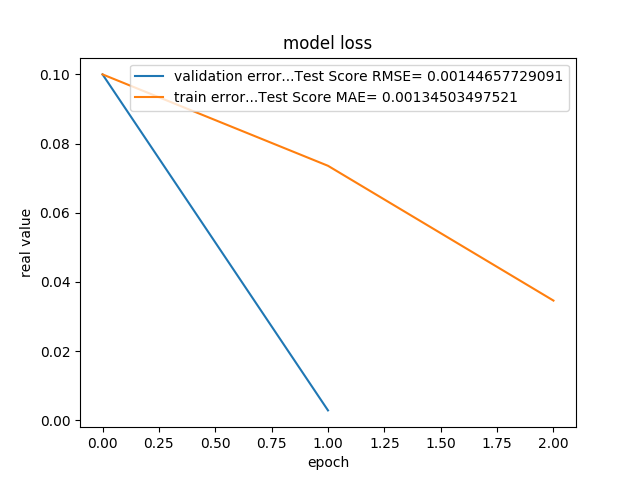 model loss
validation error...Test Score RMSE= 0.00144657729091
train error...Test Score MAE= 0.00134503497521
real value
0.10
0.08
0.06
0.04
0.02
0.00
0.00 0.25 0.50 0.75 1.00 1.25 1.50 1.75 2.00
epoch